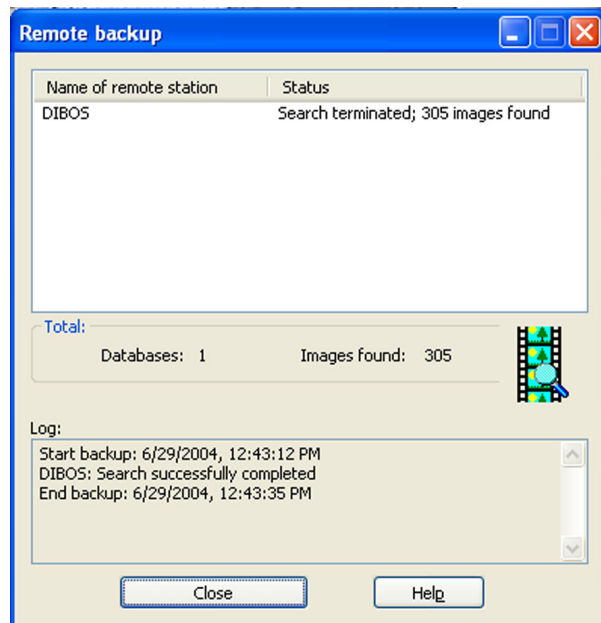 Remote backup
Name of remote station Status
DIBOS Search terminated; 305 images found
Total:
Databases: 1 Images found: 305
Log:
Start backup: 6/29/2004, 12:43:12 PM
DIBOS: Search successfully completed
End backup: 6/29/2004, 12:43:35 PM
Close Help